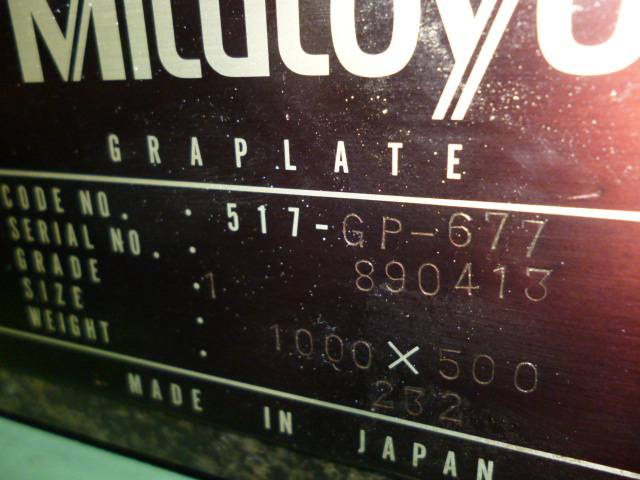 Mitutoyo
GRAPLATE
CODE NO. . 517-GP-677
SERIAL NO. . 890413
GRADE . 1
SIZE . 1000×500
WEIGHT . 232
MADE IN JAPAN